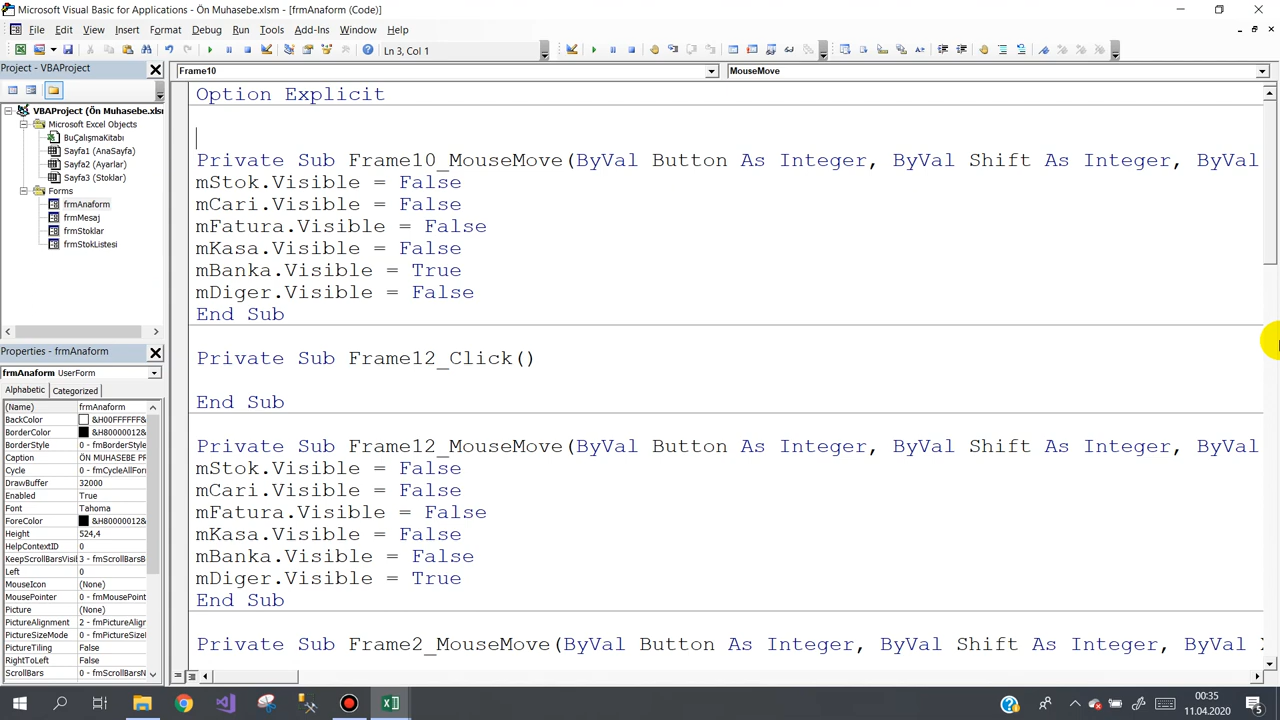 Microsoft Visual Basic for Applications - Ön Muhasebe.xlsm - [frmAnaform (Code)]
File Edit View Insert Format Debug Run Tools Add-Ins Window Help
Ln 3, Col 1
Project - VBAProject
Frame10
MouseMove
VBAProject (Ön Muhasebe.xlsm
Microsoft Excel Objects
BuÇalışmaKitabı
Sayfa1 (AnaSayfa)
Sayfa2 (Ayarlar)
Sayfa3 (Stoklar)
Forms
frmAnaform
frmMesaj
frmStoklar
frmStokListesi
Properties - frmAnaform
frmAnaform UserForm
Alphabetic Categorized
(Name) frmAnaform
BackColor &H00FFFFFF&
BorderColor &H80000012&
BorderStyle 0 - fmBorderStyl
Caption ÖN MUHASEBE PR
Cycle 0 - fmCycleAllFor
DrawBuffer 32000
Enabled True
Font Tahoma
ForeColor &H80000012&
Height 524,4
HelpContextID 0
KeepScrollBarsVisil 3 - fmScrollBarsB
Left 0
MouseIcon (None)
MousePointer 0 - fmMousePoint
Picture (None)
PictureAlignment 2 - fmPictureAlign
PictureSizeMode 0 - fmPictureSize
PictureTiling False
RightToLeft False
ScrollBars 0 - fmScrollBarsN
Option Explicit
Private Sub Frame10_MouseMove(ByVal Button As Integer, ByVal Shift As Integer, ByVal
mStok.Visible = False
mCari.Visible = False
mFatura.Visible = False
mKasa.Visible = False
mBanka.Visible = True
mDiger.Visible = False
End Sub
Private Sub Frame12_Click()
End Sub
Private Sub Frame12_MouseMove(ByVal Button As Integer, ByVal Shift As Integer, ByVal
mStok.Visible = False
mCari.Visible = False
mFatura.Visible = False
mKasa.Visible = False
mBanka.Visible = False
mDiger.Visible = True
End Sub
Private Sub Frame2_MouseMove(ByVal Button As Integer, ByVal Shift As Integer, ByVal X
00:35
11.04.2020
5